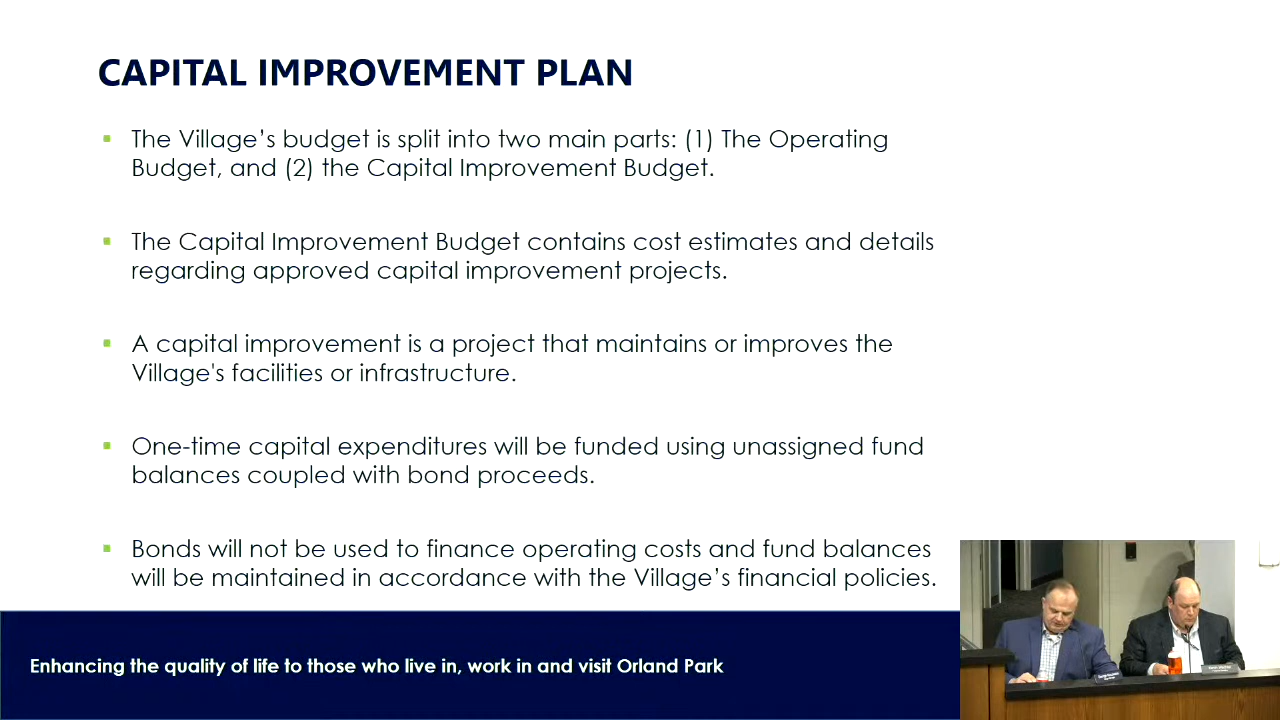 CAPITAL IMPROVEMENT PLAN
The Village’s budget is split into two main parts: (1) The Operating
Budget, and (2) the Capital Improvement Budget.
The Capital Improvement Budget contains cost estimates and details
regarding approved capital improvement projects.
A capital improvement is a project that maintains or improves the
Village's facilities or infrastructure.
One-time capital expenditures will be funded using unassigned fund
balances coupled with bond proceeds.
Bonds will not be used to finance operating costs and fund balances
will be maintained in accordance with the Village’s financial policies.
Enhancing the quality of life to those who live in, work in and visit Orland Park